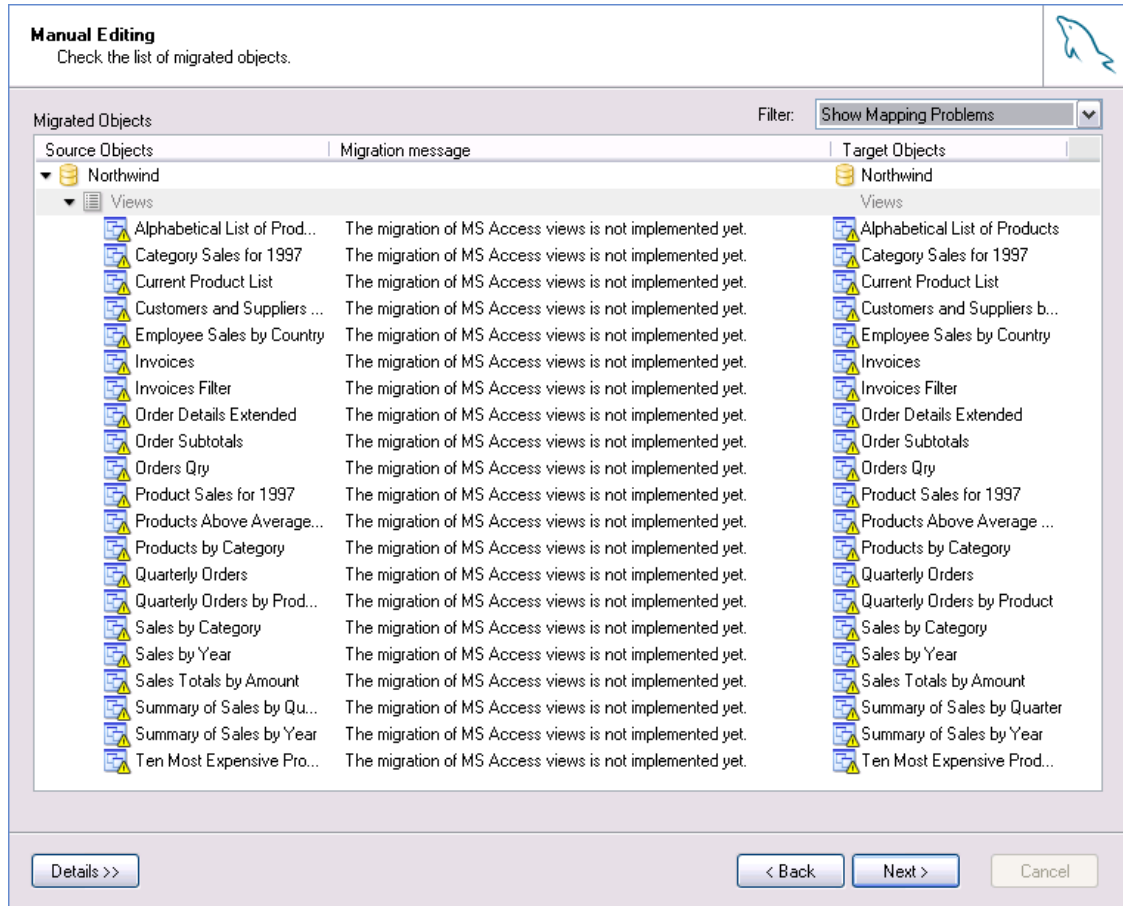 Manual Editing
Check the list of migrated objects.
Migrated Objects Filter: Show Mapping Problems
Source Objects Migration message Target Objects
Northwind Northwind
Views Views
Alphabetical List of Prod... The migration of MS Access views is not implemented yet. Alphabetical List of Products
Category Sales for 1997 The migration of MS Access views is not implemented yet. Category Sales for 1997
Current Product List The migration of MS Access views is not implemented yet. Current Product List
Customers and Suppliers ... The migration of MS Access views is not implemented yet. Customers and Suppliers b...
Employee Sales by Country The migration of MS Access views is not implemented yet. Employee Sales by Country
Invoices The migration of MS Access views is not implemented yet. Invoices
Invoices Filter The migration of MS Access views is not implemented yet. Invoices Filter
Order Details Extended The migration of MS Access views is not implemented yet. Order Details Extended
Order Subtotals The migration of MS Access views is not implemented yet. Order Subtotals
Orders Qry The migration of MS Access views is not implemented yet. Orders Qry
Product Sales for 1997 The migration of MS Access views is not implemented yet. Product Sales for 1997
Products Above Average... The migration of MS Access views is not implemented yet. Products Above Average ...
Products by Category The migration of MS Access views is not implemented yet. Products by Category
Quarterly Orders The migration of MS Access views is not implemented yet. Quarterly Orders
Quarterly Orders by Prod... The migration of MS Access views is not implemented yet. Quarterly Orders by Product
Sales by Category The migration of MS Access views is not implemented yet. Sales by Category
Sales by Year The migration of MS Access views is not implemented yet. Sales by Year
Sales Totals by Amount The migration of MS Access views is not implemented yet. Sales Totals by Amount
Summary of Sales by Qu... The migration of MS Access views is not implemented yet. Summary of Sales by Quarter
Summary of Sales by Year The migration of MS Access views is not implemented yet. Summary of Sales by Year
Ten Most Expensive Pro... The migration of MS Access views is not implemented yet. Ten Most Expensive Prod...
Details >> < Back Next > Cancel